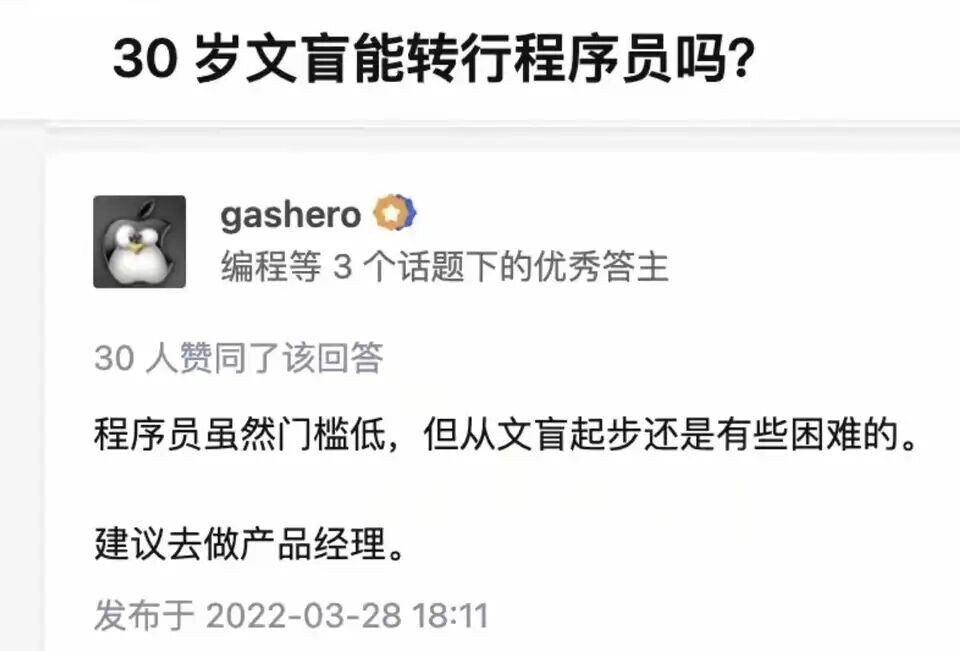 30 岁文盲能转行程序员吗?
gashero
编程等 3 个话题下的优秀答主
30 人赞同了该回答
程序员虽然门槛低，但从文盲起步还是有些困难的。
建议去做产品经理。
发布于 2022-03-28 18:11